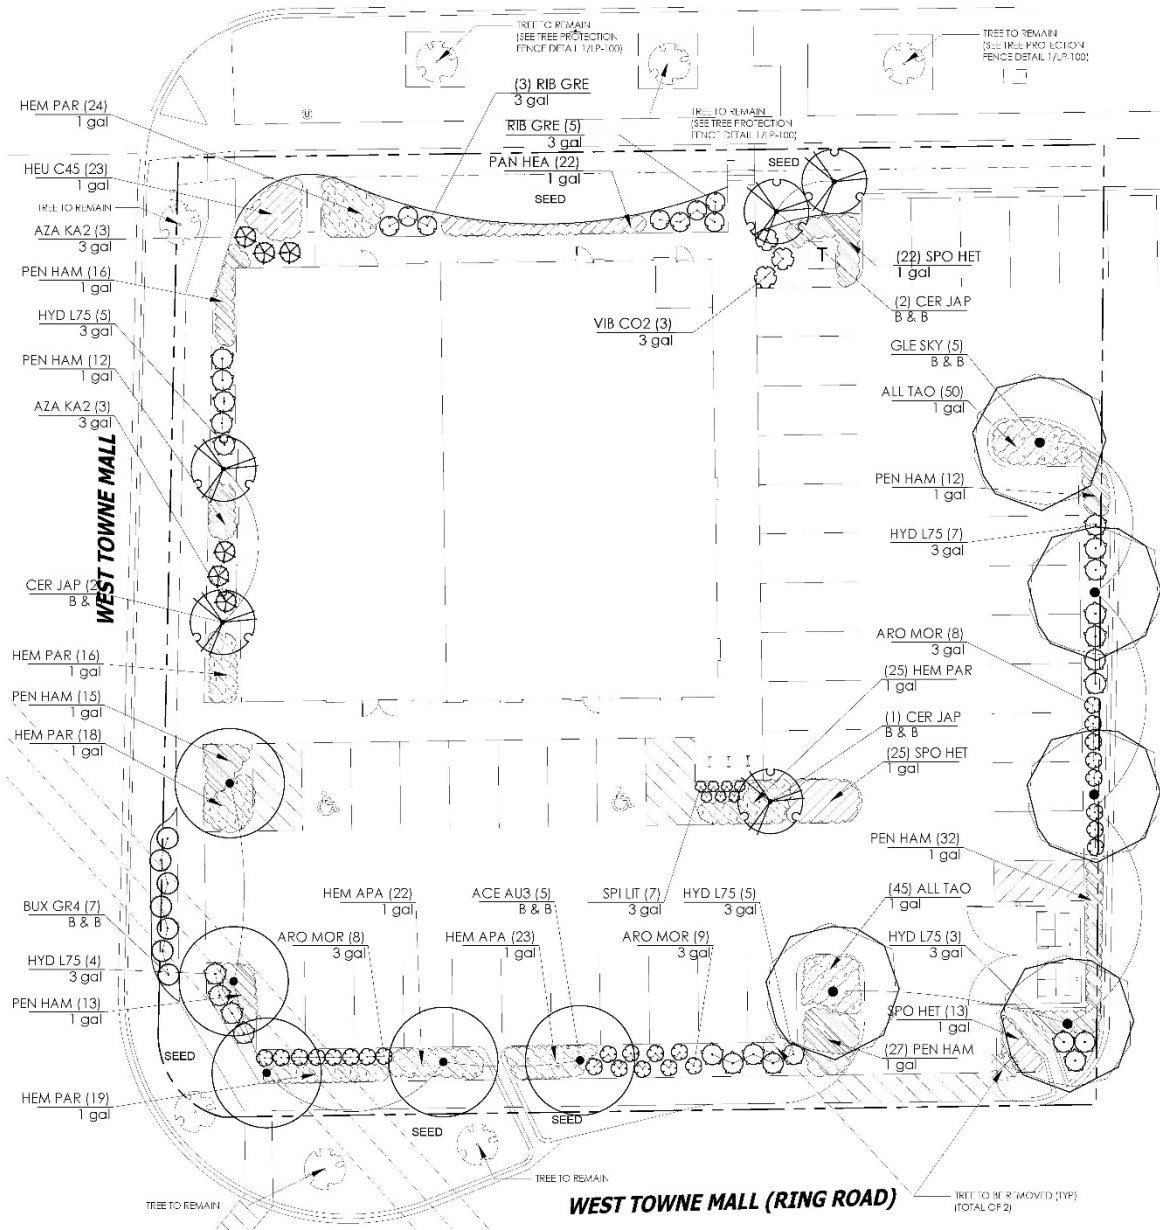 TREE TO REMAIN
(SEE TREE PROTECTION
FENCE DETAIL 1/LP-100)
TREE TO REMAIN
(SEE TREE PROTECTION
FENCE DETAIL 1/LP-100)
HEM PAR (24)
1 gal
(3) RIB GRE
3 gal
TREE TO REMAIN
(SEE TREE PROTECTION
FENCE DETAIL 1/LP-100)
RIB GRE (5)
3 gal
HEU C45 (23)
1 gal
PAN HEA (22)
1 gal
SEED
SEED
TREE TO REMAIN
AZA KA2 (3)
3 gal
PEN HAM (16)
1 gal
(22) SPO HET
1 gal
T
HYD L75 (5)
3 gal
(2) CER JAP
B & B
VIB CO2 (3)
3 gal
PEN HAM (12)
1 gal
GLE SKY (5)
B & B
AZA KA2 (3)
3 gal
ALL TAO (50)
1 gal
WEST TOWNE MALL
PEN HAM (12)
1 gal
HYD L75 (7)
3 gal
CER JAP (2
B & B
HEM PAR (16)
1 gal
ARO MOR (8)
3 gal
(25) HEM PAR
1 gal
PEN HAM (15)
1 gal
(1) CER JAP
B & B
HEM PAR (18)
1 gal
(25) SPO HET
1 gal
PEN HAM (32)
1 gal
BUX GR4 (7)
B & B
HEM APA (22)
1 gal
ACE AU3 (5)
B & B
SPI LIT (7)
3 gal
HYD L75 (5)
3 gal
(45) ALL TAO
1 gal
ARO MOR (8)
3 gal
HEM APA (23)
1 gal
ARO MOR (9)
3 gal
HYD L75 (3)
3 gal
HYD L75 (4)
3 gal
PEN HAM (13)
1 gal
SPO HET (13)
1 gal
SEED
(27) PEN HAM
1 gal
HEM PAR (19)
1 gal
SEED
SEED
TREE TO REMAIN
TREE TO REMAIN
WEST TOWNE MALL (RING ROAD)
TREE TO BE REMOVED (TYP)
(TOTAL OF 2)